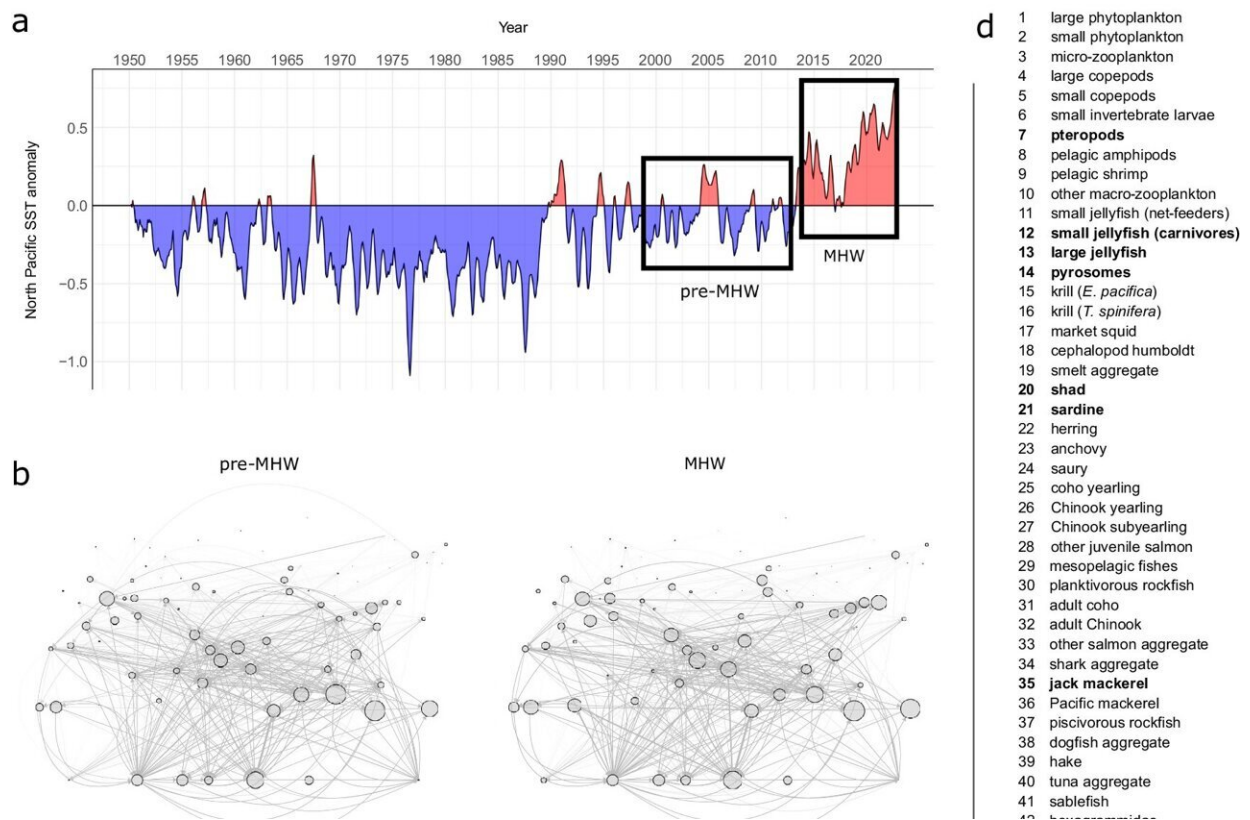 a
Year
1950 1955 1960 1965 1970 1975 1980 1985 1990 1995 2000 2005 2010 2015 2020
North Pacific SST anomaly
0.5
0.0
−0.5
−1.0
pre-MHW
MHW
b
pre-MHW
MHW
d
1 large phytoplankton
2 small phytoplankton
3 micro-zooplankton
4 large copepods
5 small copepods
6 small invertebrate larvae
7 pteropods
8 pelagic amphipods
9 pelagic shrimp
10 other macro-zooplankton
11 small jellyfish (net-feeders)
12 small jellyfish (carnivores)
13 large jellyfish
14 pyrosomes
15 krill (E. pacifica)
16 krill (T. spinifera)
17 market squid
18 cephalopod humboldt
19 smelt aggregate
20 shad
21 sardine
22 herring
23 anchovy
24 saury
25 coho yearling
26 Chinook yearling
27 Chinook subyearling
28 other juvenile salmon
29 mesopelagic fishes
30 planktivorous rockfish
31 adult coho
32 adult Chinook
33 other salmon aggregate
34 shark aggregate
35 jack mackerel
36 Pacific mackerel
37 piscivorous rockfish
38 dogfish aggregate
39 hake
40 tuna aggregate
41 sablefish